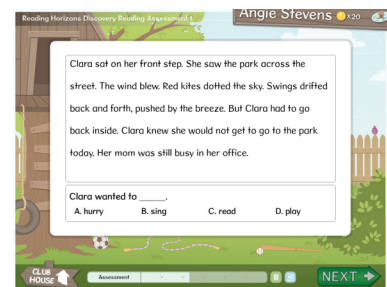 Reading Horizons Discovery Reading Assessment 1
Angie Stevens x20
Clara sat on her front step. She saw the park across the
street. The wind blew. Red kites dotted the sky. Swings drifted
back and forth, pushed by the breeze. But Clara had to go
back inside. Clara knew she would not get to go to the park
today. Her mom was still busy in her office.
Clara wanted to _____.
A. hurry B. sing C. read D. play
CLUB
HOUSE
Assessment
NEXT